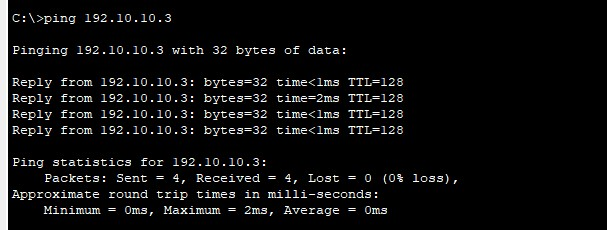 C:\>ping 192.10.10.3
Pinging 192.10.10.3 with 32 bytes of data:
Reply from 192.10.10.3: bytes=32 time<1ms TTL=128
Reply from 192.10.10.3: bytes=32 time=2ms TTL=128
Reply from 192.10.10.3: bytes=32 time<1ms TTL=128
Reply from 192.10.10.3: bytes=32 time<1ms TTL=128
Ping statistics for 192.10.10.3:
Packets: Sent = 4, Received = 4, Lost = 0 (0% loss),
Approximate round trip times in milli-seconds:
Minimum = 0ms, Maximum = 2ms, Average = 0ms